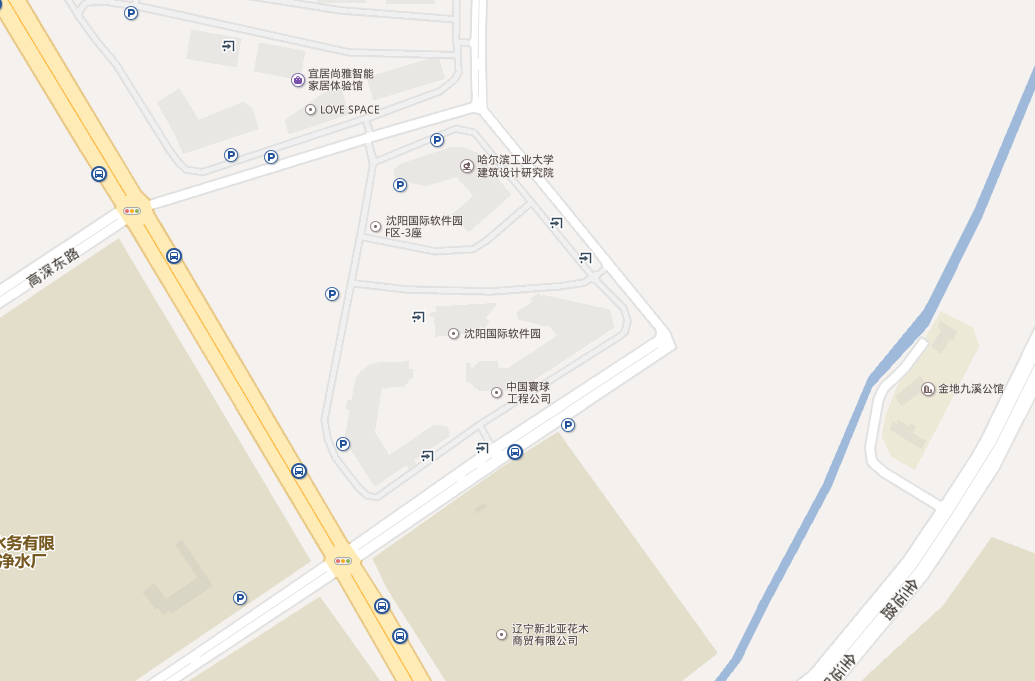 宜居尚雅智能
家居体验馆
LOVE SPACE
哈尔滨工业大学
建筑设计研究院
沈阳国际软件园
F区-3座
高深东路
沈阳国际软件园
中国寰球
工程公司
金地九溪公馆
水务有限
净水厂
辽宁新北亚花木
商贸有限公司